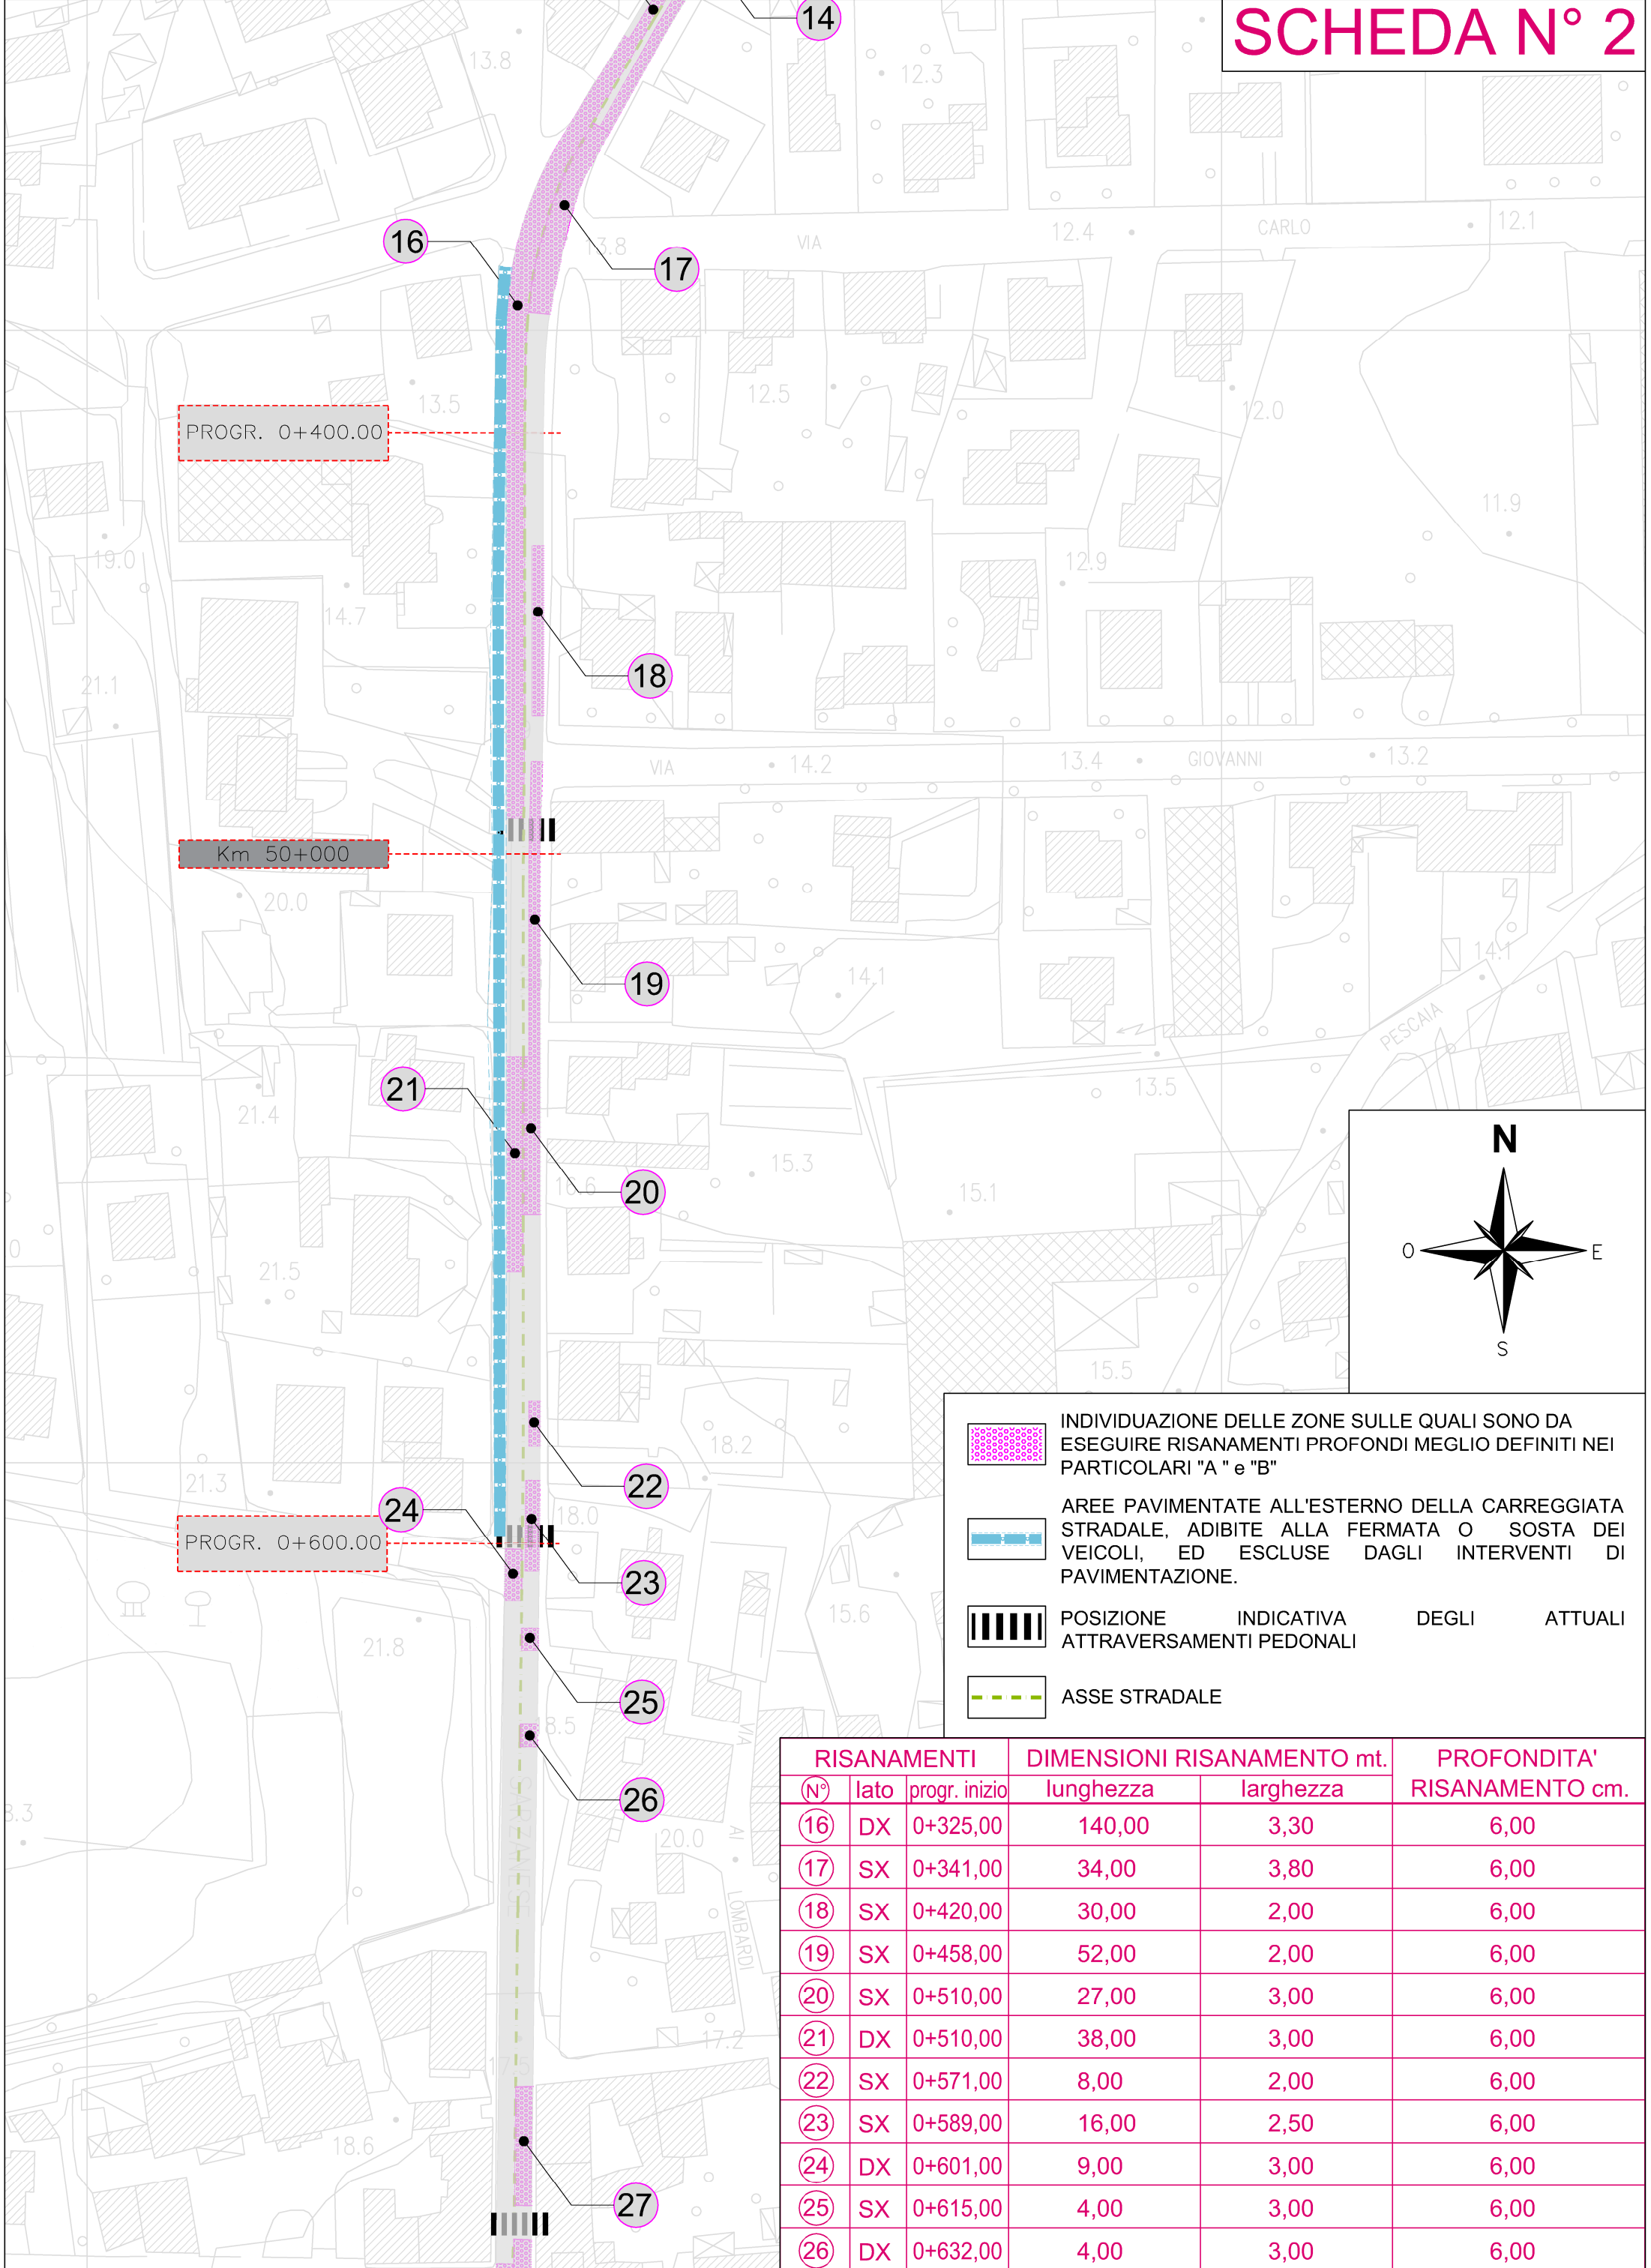 SCHEDA N° 2
14
13.8
12.3
16
17
13.8
VIA
12.4
CARLO
12.1
PROGR. 0+400.00
13.5
12.5
12.0
11.9
19.0
14.7
12.9
18
21.1
VIA
14.2
13.4
GIOVANNI
13.2
Km 50+000
20.0
19
14.1
14.1
PESCAIA
21
21.4
13.5
20
15.3
15.1
21.5
N
O
E
S
15.5
18.2
22
21.3
24
18.0
PROGR. 0+600.00
23
15.6
21.8
25
18.5
VIA
26
20.0
AI
LOMBARDI
SARZANESE
8.3
17.2
17.5
18.6
27
INDIVIDUAZIONE DELLE ZONE SULLE QUALI SONO DA
ESEGUIRE RISANAMENTI PROFONDI MEGLIO DEFINITI NEI
PARTICOLARI "A " e "B"
AREE PAVIMENTATE ALL'ESTERNO DELLA CARREGGIATA
STRADALE, ADIBITE ALLA FERMATA O SOSTA DEI
VEICOLI, ED ESCLUSE DAGLI INTERVENTI DI
PAVIMENTAZIONE.
POSIZIONE INDICATIVA DEGLI ATTUALI
ATTRAVERSAMENTI PEDONALI
ASSE STRADALE
RISANAMENTI DIMENSIONI RISANAMENTO mt. PROFONDITA'
N° lato progr. inizio lunghezza larghezza RISANAMENTO cm.
16 DX 0+325,00 140,00 3,30 6,00
17 SX 0+341,00 34,00 3,80 6,00
18 SX 0+420,00 30,00 2,00 6,00
19 SX 0+458,00 52,00 2,00 6,00
20 SX 0+510,00 27,00 3,00 6,00
21 DX 0+510,00 38,00 3,00 6,00
22 SX 0+571,00 8,00 2,00 6,00
23 SX 0+589,00 16,00 2,50 6,00
24 DX 0+601,00 9,00 3,00 6,00
25 SX 0+615,00 4,00 3,00 6,00
26 DX 0+632,00 4,00 3,00 6,00